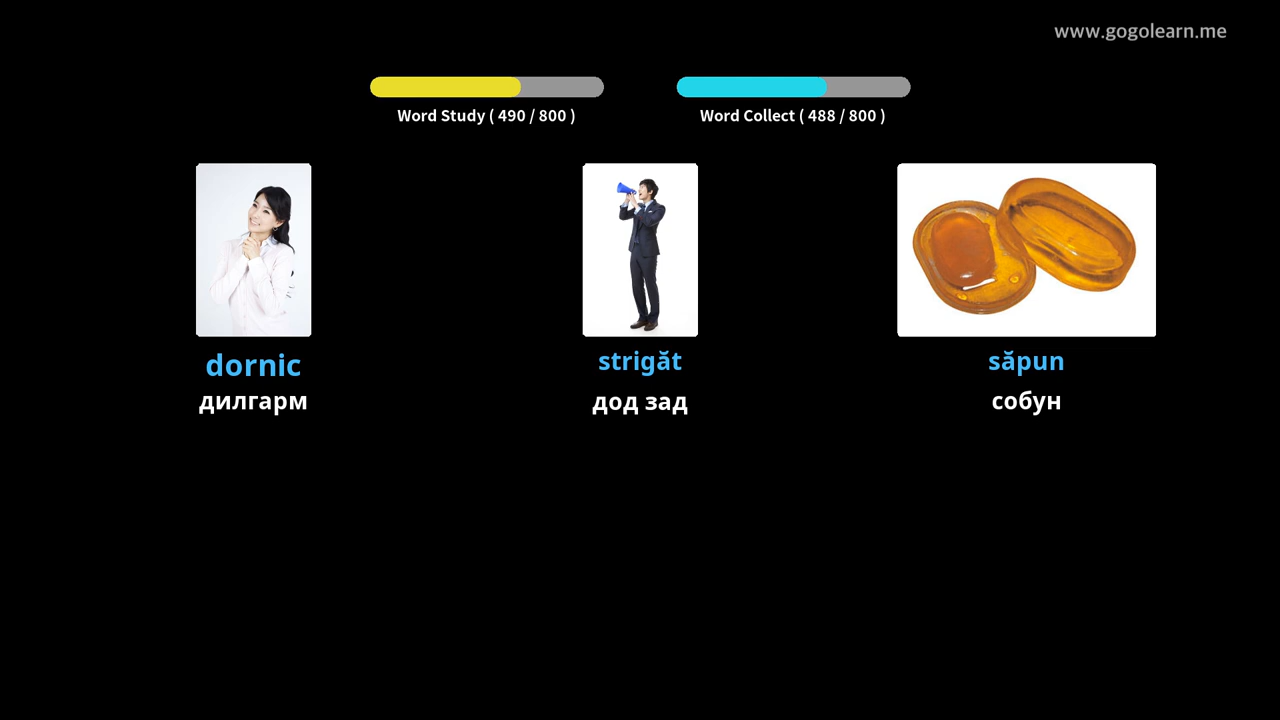 www.gogolearn.me
Word Study ( 490 / 800 )
Word Collect ( 488 / 800 )
dornic
дилгарм
strigăt
дод зад
săpun
собун